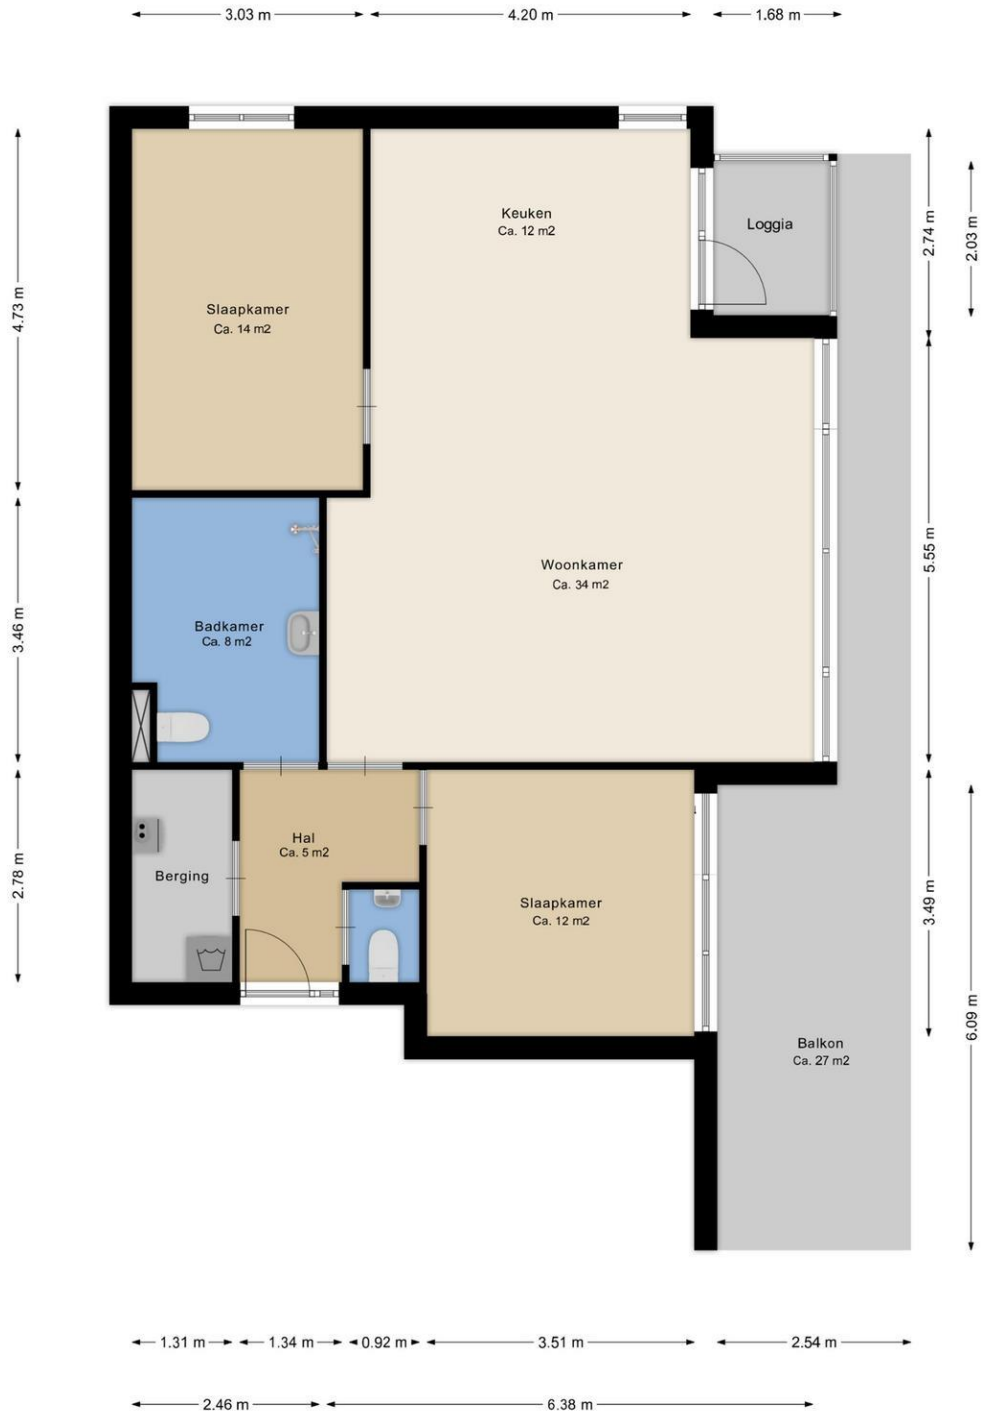 3.03 m
4.20 m
1.68 m
4.73 m
Keuken
Ca. 12 m2
Loggia
2.74 m
2.03 m
Slaapkamer
Ca. 14 m2
5.55 m
Woonkamer
Ca. 34 m2
3.46 m
Badkamer
Ca. 8 m2
Hal
Ca. 5 m2
Berging
2.78 m
Slaapkamer
Ca. 12 m2
3.49 m
6.09 m
Balkon
Ca. 27 m2
1.31 m
1.34 m
0.92 m
3.51 m
2.54 m
2.46 m
6.38 m